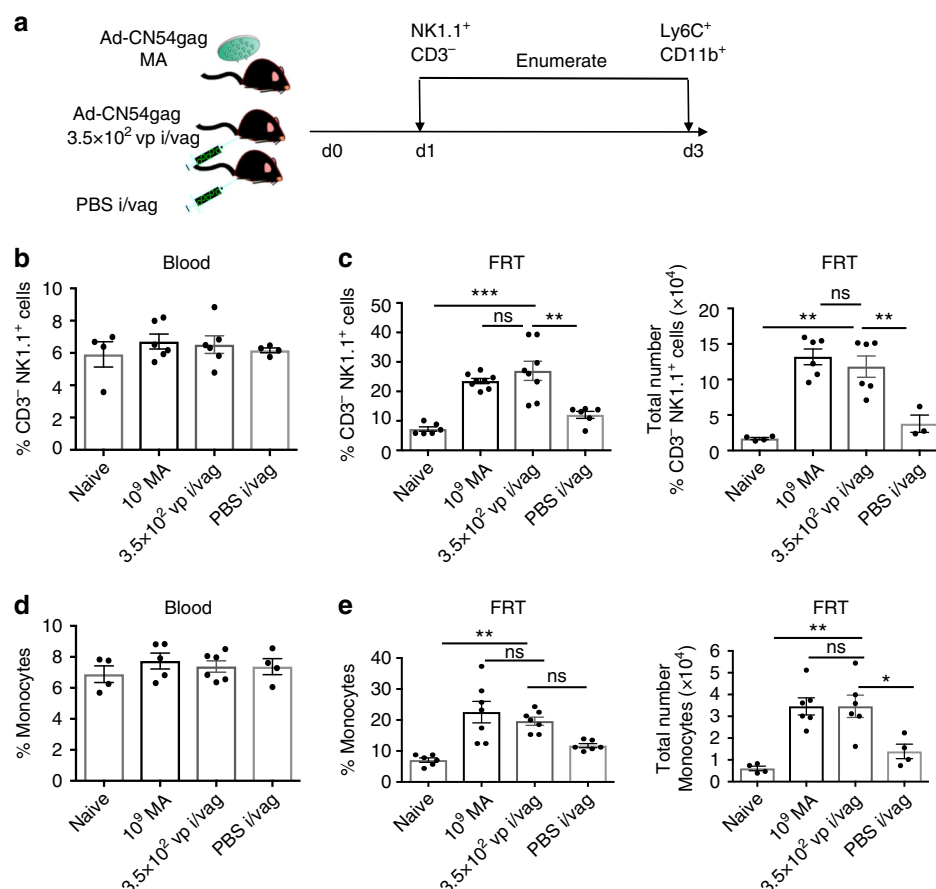 a
Ad-CN54gag
MA
Ad-CN54gag
3.5×10² vp i/vag
PBS i/vag
NK1.1⁺
CD3⁻
Enumerate
Ly6C⁺
CD11b⁺
d0
d1
d3
b
Blood
% CD3⁻ NK1.1⁺ cells
10
8
6
4
2
0
Naive
10⁹ MA
3.5×10² vp i/vag
PBS i/vag
c
FRT
% CD3⁻ NK1.1⁺ cells
50
40
30
20
10
0
***
ns
**
Naive
10⁹ MA
3.5×10² vp i/vag
PBS i/vag
FRT
Total number
% CD3⁻ NK1.1⁺ cells (×10⁴)
20
15
10
5
0
ns
**
**
Naive
10⁹ MA
3.5×10² vp i/vag
PBS i/vag
d
Blood
% Monocytes
10
8
6
4
2
0
Naive
10⁹ MA
3.5×10² vp i/vag
PBS i/vag
e
FRT
% Monocytes
40
30
20
10
0
**
ns
ns
Naive
10⁹ MA
3.5×10² vp i/vag
PBS i/vag
FRT
Total number
Monocytes (×10⁴)
6
5
4
3
2
1
0
**
ns
*
Naive
10⁹ MA
3.5×10² vp i/vag
PBS i/vag